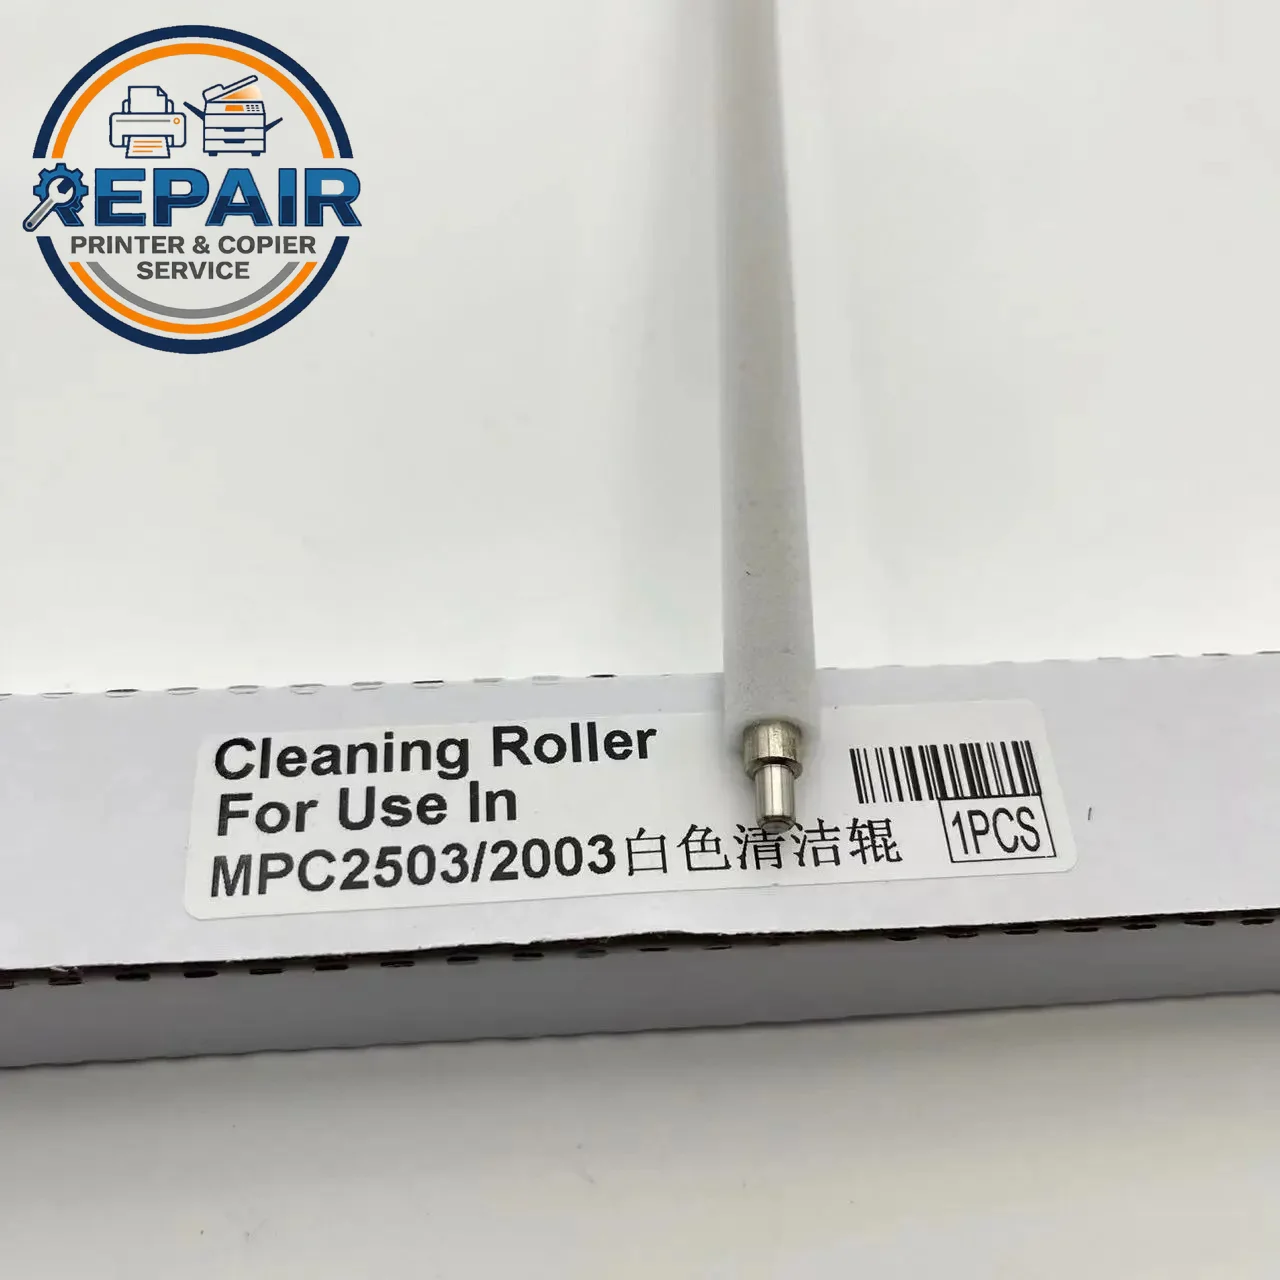 REPAIR
PRINTER & COPIER
SERVICE
Cleaning Roller
For Use In
MPC2503/2003白色清洁辊
1PCS